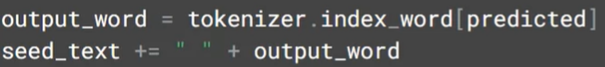 output_word = tokenizer.index_word[predicted]
seed_text += " " + output_word